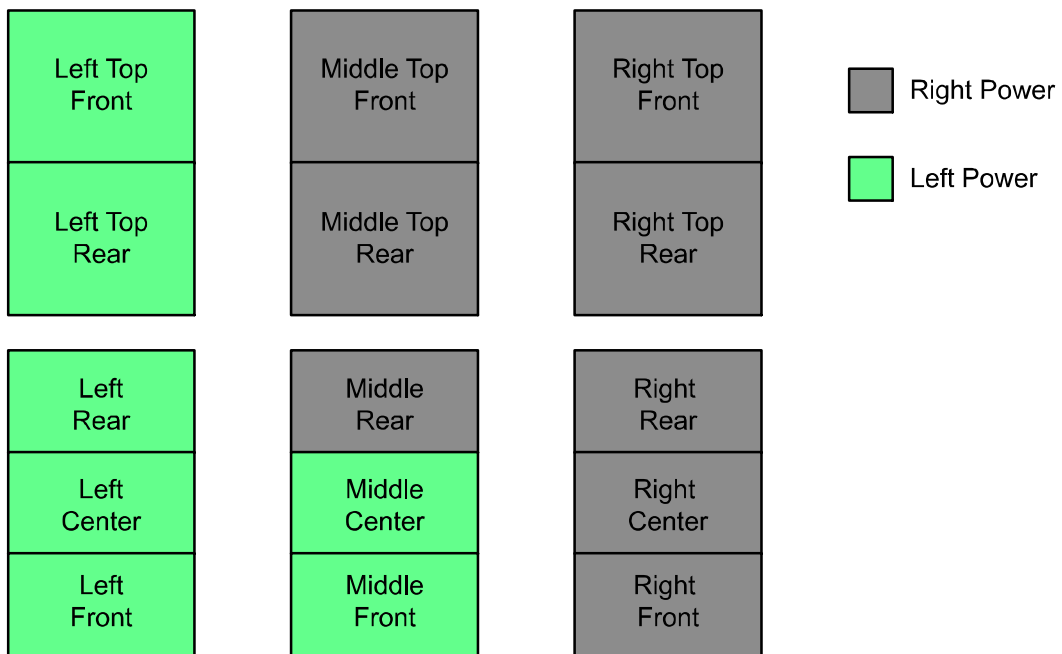 Left Top
Front
Middle Top
Front
Right Top
Front
Right Power
Left Power
Left Top
Rear
Middle Top
Rear
Right Top
Rear
Left
Rear
Middle
Rear
Right
Rear
Left
Center
Middle
Center
Right
Center
Left
Front
Middle
Front
Right
Front